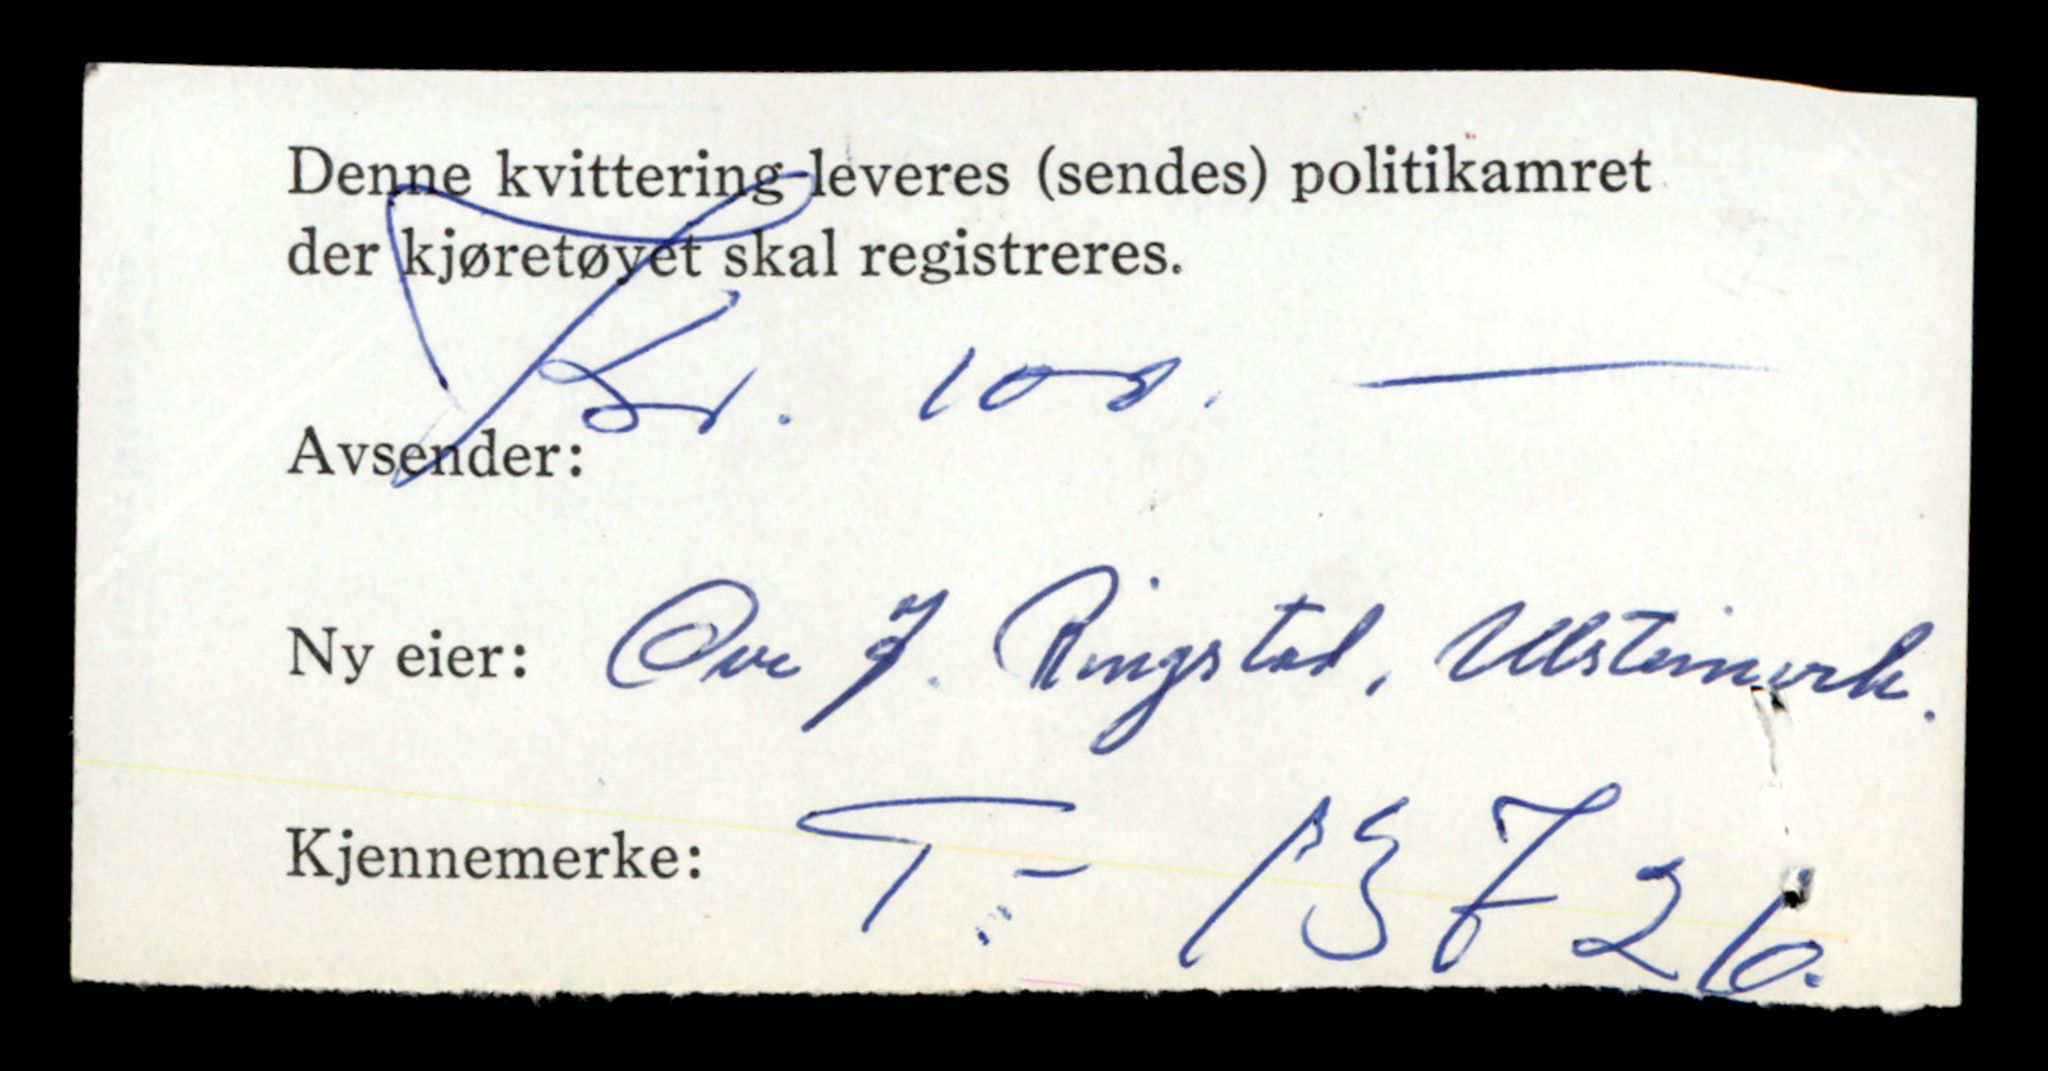 Denne kvittering leveres (sendes) politikamret
der kjøretøyet skal registreres.
Kr. 100. —
Avsender:
Ny eier: Ove J. Ringstad, Ulsteinvik.
Kjennemerke: T.- 13726.